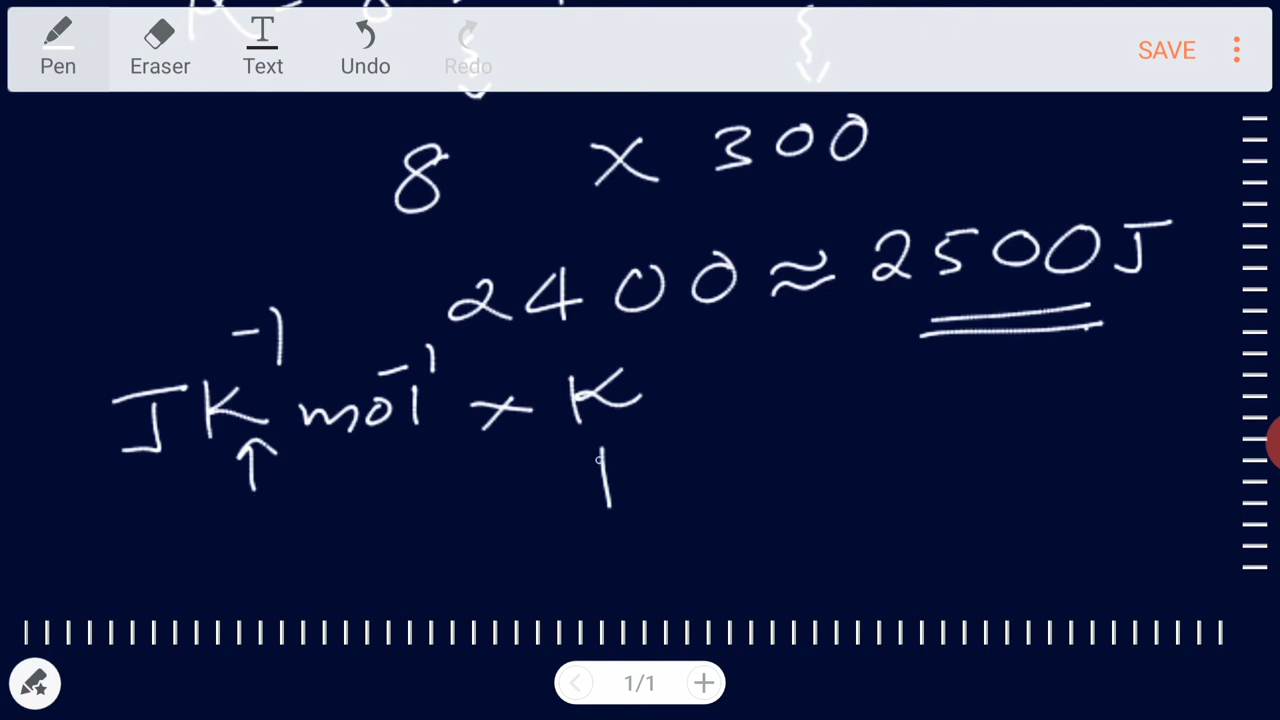 Pen Eraser Text Undo Redo SAVE
8 × 300
2400 ≈ 2500J
JK⁻¹ mol⁻¹ × K
1/1